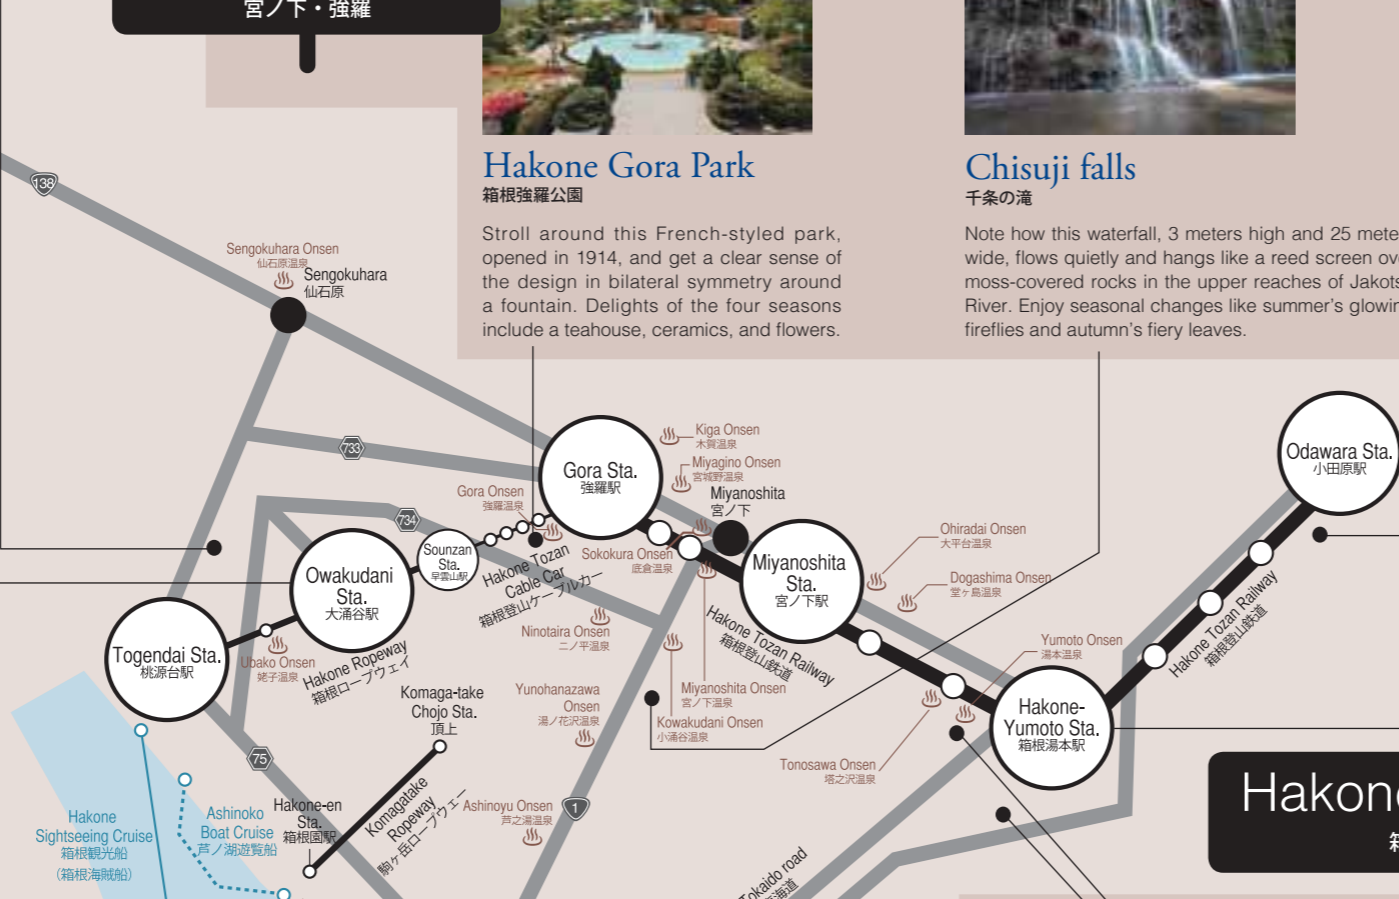 宮ノ下・強羅
Hakone Gora Park
箱根強羅公園
Stroll around this French-styled park,
opened in 1914, and get a clear sense of
the design in bilateral symmetry around
a fountain. Delights of the four seasons
include a teahouse, ceramics, and flowers.
Chisuji falls
千条の滝
Note how this waterfall, 3 meters high and 25 mete
wide, flows quietly and hangs like a reed screen ov
moss-covered rocks in the upper reaches of Jakots
River. Enjoy seasonal changes like summer's glowin
fireflies and autumn's fiery leaves.
138
Sengokuhara Onsen
仙石原温泉
Sengokuhara
仙石原
733
734
Gora Sta.
強羅駅
Kiga Onsen
木賀温泉
Miyagino Onsen
宮城野温泉
Miyanoshita
宮ノ下
Gora Onsen
強羅温泉
Odawara Sta.
小田原駅
Sounzan
Sta.
早雲山駅
Hakone Tozan
Cable Car
箱根登山ケーブルカー
Sokokura Onsen
底倉温泉
Miyanoshita
Sta.
宮ノ下駅
Ohiradai Onsen
大平台温泉
Dogashima Onsen
堂ヶ島温泉
Owakudani
Sta.
大涌谷駅
Togendai Sta.
桃源台駅
Ubako Onsen
姥子温泉
Hakone Ropeway
箱根ロープウェイ
Ninotaira Onsen
二ノ平温泉
Hakone Tozan Railway
箱根登山鉄道
Hakone Tozan Railway
箱根登山鉄道
Yumoto Onsen
湯本温泉
Komaga-take
Chojo Sta.
頂上
Yunohanazawa
Onsen
湯ノ花沢温泉
Miyanoshita Onsen
宮ノ下温泉
Kowakudani Onsen
小涌谷温泉
Hakone-
Yumoto Sta.
箱根湯本駅
Tonosawa Onsen
塔之沢温泉
75
Hakone
Sightseeing Cruise
箱根観光船
（箱根海賊船）
Ashinoko
Boat Cruise
芦ノ湖遊覧船
Hakone-en
Sta.
箱根園駅
Komagatake
Ropeway
駒ヶ岳ロープウェー
Ashinoyu Onsen
芦之湯温泉
1
Tokaido road
海道
Hakon
箱